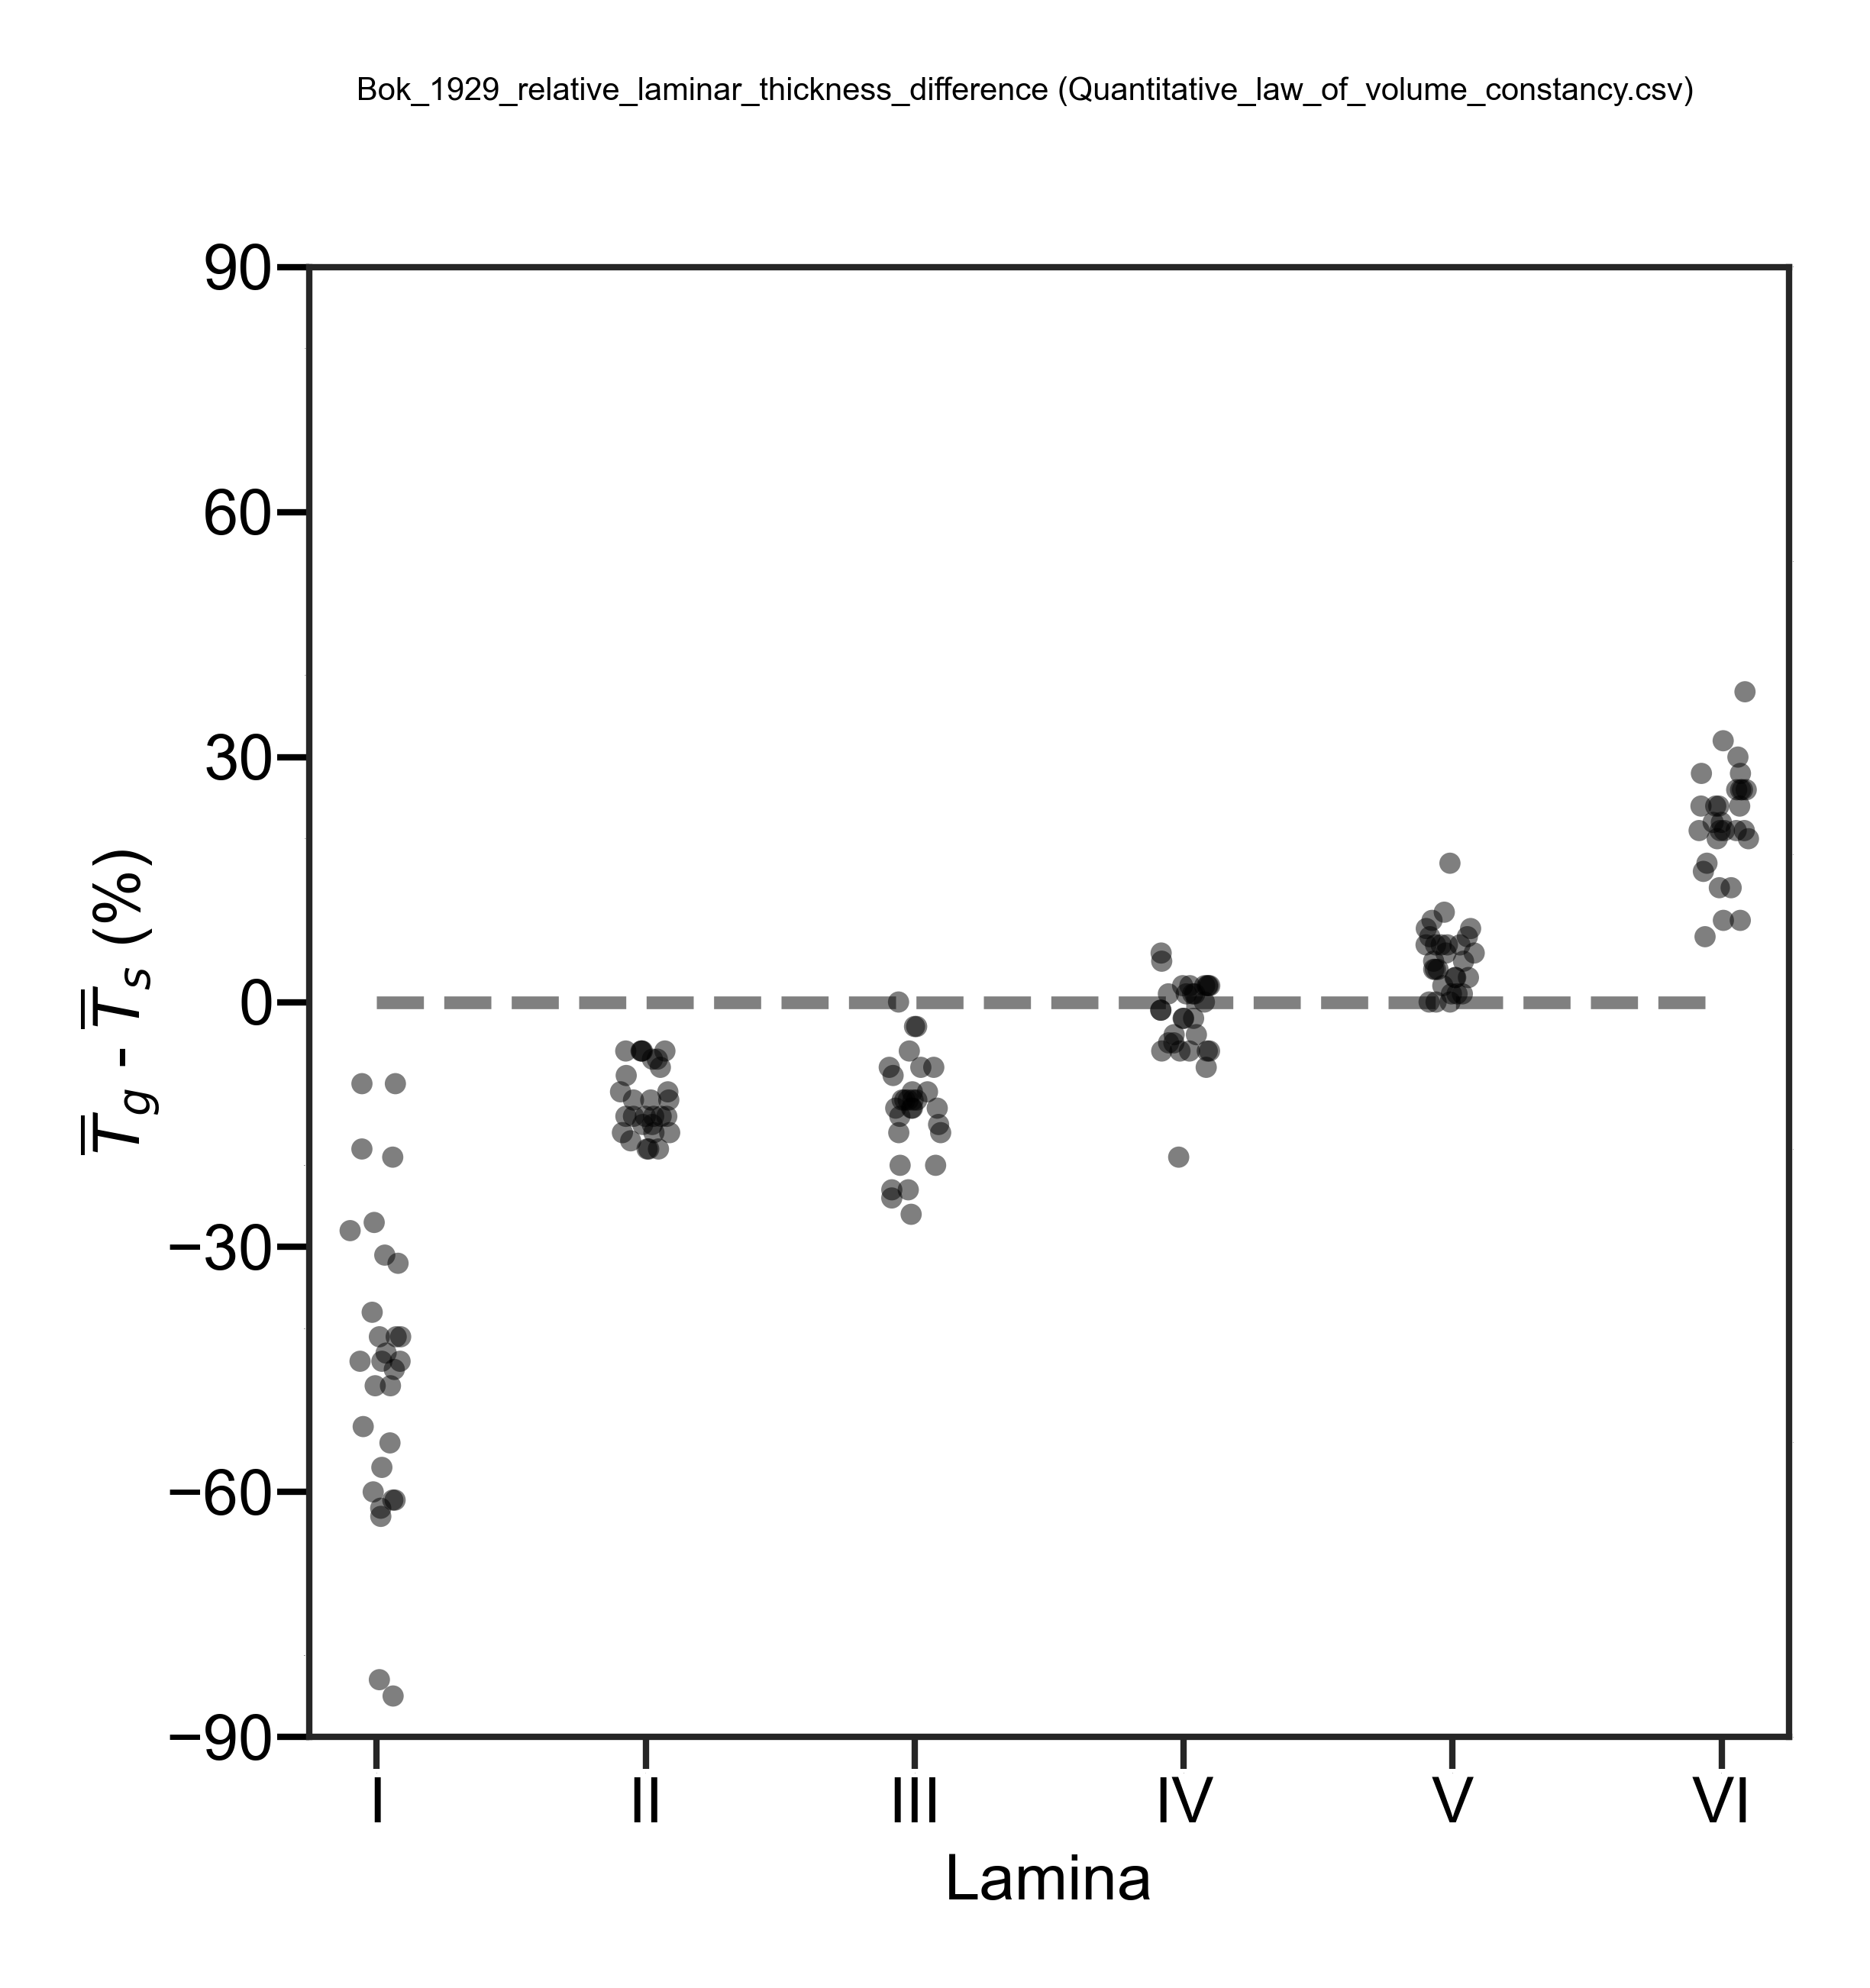 Bok_1929_relative_laminar_thickness_difference (Quantitative_law_of_volume_constancy.csv)
90
60
30
0
−30
−60
−90
T̅g - T̅s (%)
I II III IV V VI
Lamina